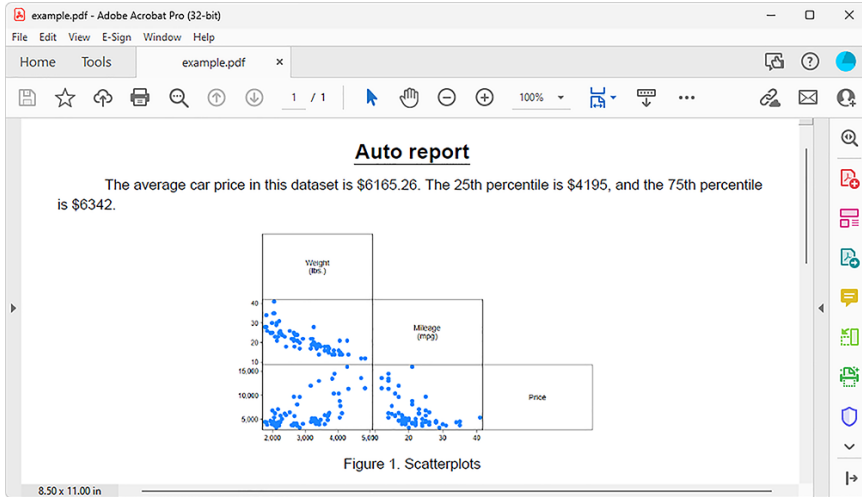 example.pdf - Adobe Acrobat Pro (32-bit)
File Edit View E-Sign Window Help
Home Tools example.pdf ×
1 / 1 100%
Auto report
The average car price in this dataset is $6165.26. The 25th percentile is $4195, and the 75th percentile
is $6342.
Weight
(lbs.)
40
30
20
10
Mileage
(mpg)
15,000
10,000
5,000
Price
2,000 3,000 4,000 5,000 20 30 40
Figure 1. Scatterplots
8.50 x 11.00 in